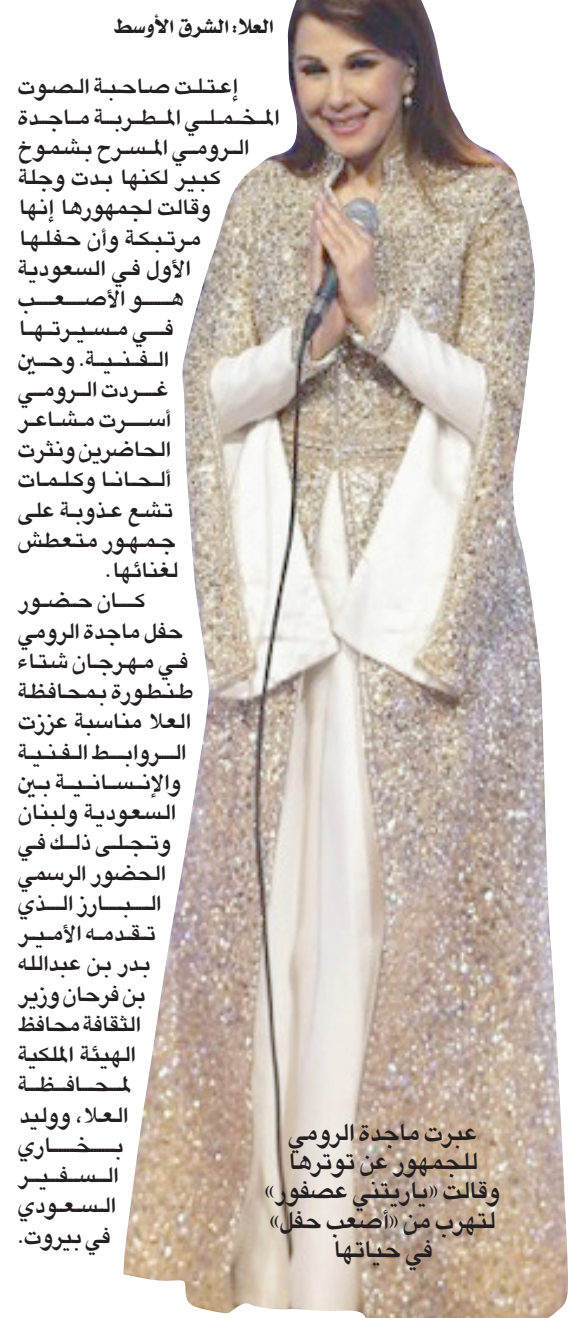 العلا: الشرق الأوسط
إعتلت صاحبة الصوت
المخملي المطربة ماجدة
الرومي المسرح بشموخ
كبير لكنها بدت وجلة
وقالت لجمهورها إنها
مرتبكة وأن حفلها
الأول في السعودية
هو الأصعب
في مسيرتها
الفنية. وحين
غردت الرومي
أسرت مشاعر
الحاضرين ونثرت
ألحانا وكلمات
تشع عذوبة على
جمهور متعطش
لغنائها.
كان حضور
حفل ماجدة الرومي
في مهرجان شتاء
طنطورة بمحافظة
العلا مناسبة عززت
الروابط الفنية
والإنسانية بين
السعودية ولبنان
وتجلى ذلك في
الحضور الرسمي
البارز الذي
تقدمه الأمير
بدر بن عبدالله
بن فرحان وزير
الثقافة محافظ
الهيئة الملكية
لمحافظة
العلا، ووليد
بخاري
السفير
السعودي
في بيروت.
عبرت ماجدة الرومي
للجمهور عن توترها
وقالت «ياريتني عصفور»
لتهرب من «أصعب حفل»
في حياتها